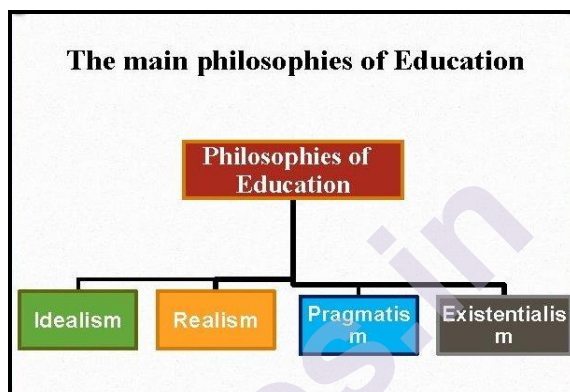 The main philosophies of Education
Philosophies of
Education
Idealism
Realism
Pragmatis
m
Existentialis
m